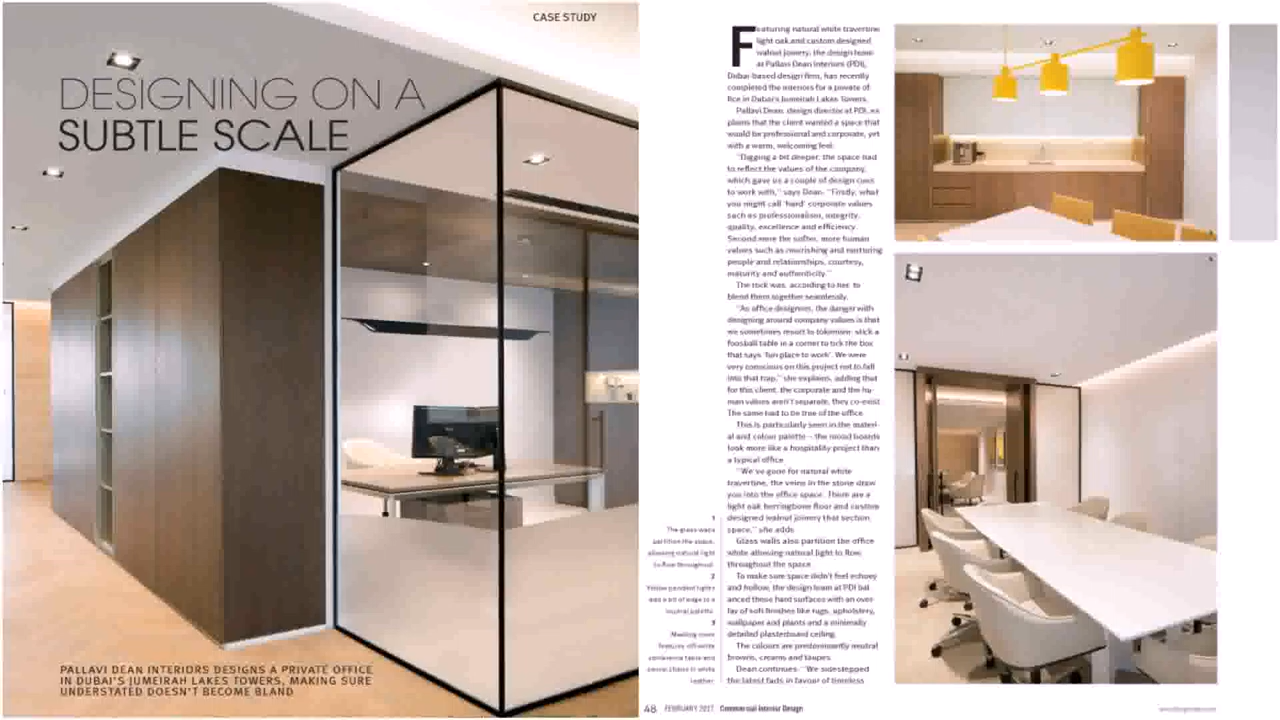 CASE STUDY
DESIGNING ON A
SUBTLE SCALE
PALLAVI DEAN INTERIORS DESIGNS A PRIVATE OFFICE
IN DUBAI'S JUMEIRAH LAKES TOWERS, MAKING SURE
UNDERSTATED DOESN'T BECOME BLAND
Featuring natural white travertine
light oak and custom designed
walnut joinery, the design team
at Pallavi Dean Interiors (PDI),
Dubai-based design firm, has recently
completed the interiors for a private of
fice in Dubai's Jumeirah Lakes Towers.
Pallavi Dean, design director at PDI, ex
plains that the client wanted a space that
would be professional and corporate, yet
with a warm, welcoming feel:
"Digging a bit deeper, the space had
to reflect the values of the company,
which gave us a couple of design cues
to work with," says Dean. "Firstly, what
you might call 'hard' corporate values
such as professionalism, integrity,
quality, excellence and efficiency.
Second were the softer, more human
values such as nourishing and nurturing
people and relationships, courtesy,
maturity and authenticity."
The trick was, according to her, to
blend them together seamlessly.
"As office designers, the danger with
designing around company values is that
we sometimes resort to tokenism: stick a
foosball table in a corner to tick the box
that says 'fun place to work'. We were
very conscious on this project not to fall
into that trap," she explains, adding that
for this client, the corporate and the hu-
man values aren't separate, they co-exist
The same had to be true of the office.
This is particularly seen in the materi-
al and colour palette – the mood boards
look more like a hospitality project than
a typical office
"We've gone for natural white
travertine, the veins in the stone draw
you into the office space. There are a
light oak herringbone floor and custom
designed walnut joinery that section
space," she adds.
Glass walls also partition the office
while allowing natural light to flow
throughout the space
To make sure space didn't feel echoey
and hollow, the design team at PDI bal
anced those hard surfaces with an over
lay of soft finishes like rugs, upholstery,
wallpaper and plants and a minimally
detailed plasterboard ceiling.
The colours are predominantly neutral
browns, creams and taupes.
Dean continues: "We sidestepped
the latest fads in favour of timeless
1
The glass walls
partition the space,
allowing natural light
to flow throughout.
2
Yellow pendant lights
add a bit of edge to a
neutral palette.
3
Meeting room
features off-white
conference table and
chairs in white
leather.
48 FEBRUARY 2017 Commercial Interior Design